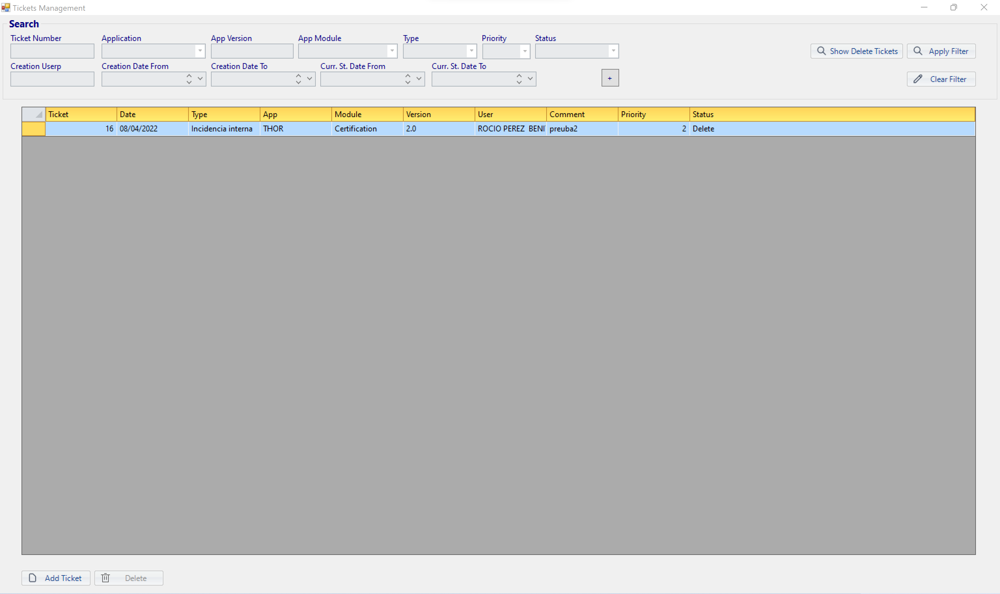 Tickets Management
Search
Ticket Number Application App Version App Module Type Priority Status
Show Delete Tickets Apply Filter
Creation Userp Creation Date From Creation Date To Curr. St. Date From Curr. St. Date To
+ Clear Filter
Ticket Date Type App Module Version User Comment Priority Status
16 08/04/2022 Incidencia interna THOR Certification 2.0 ROCIO PEREZ BENI preuba2 2 Delete
Add Ticket Delete